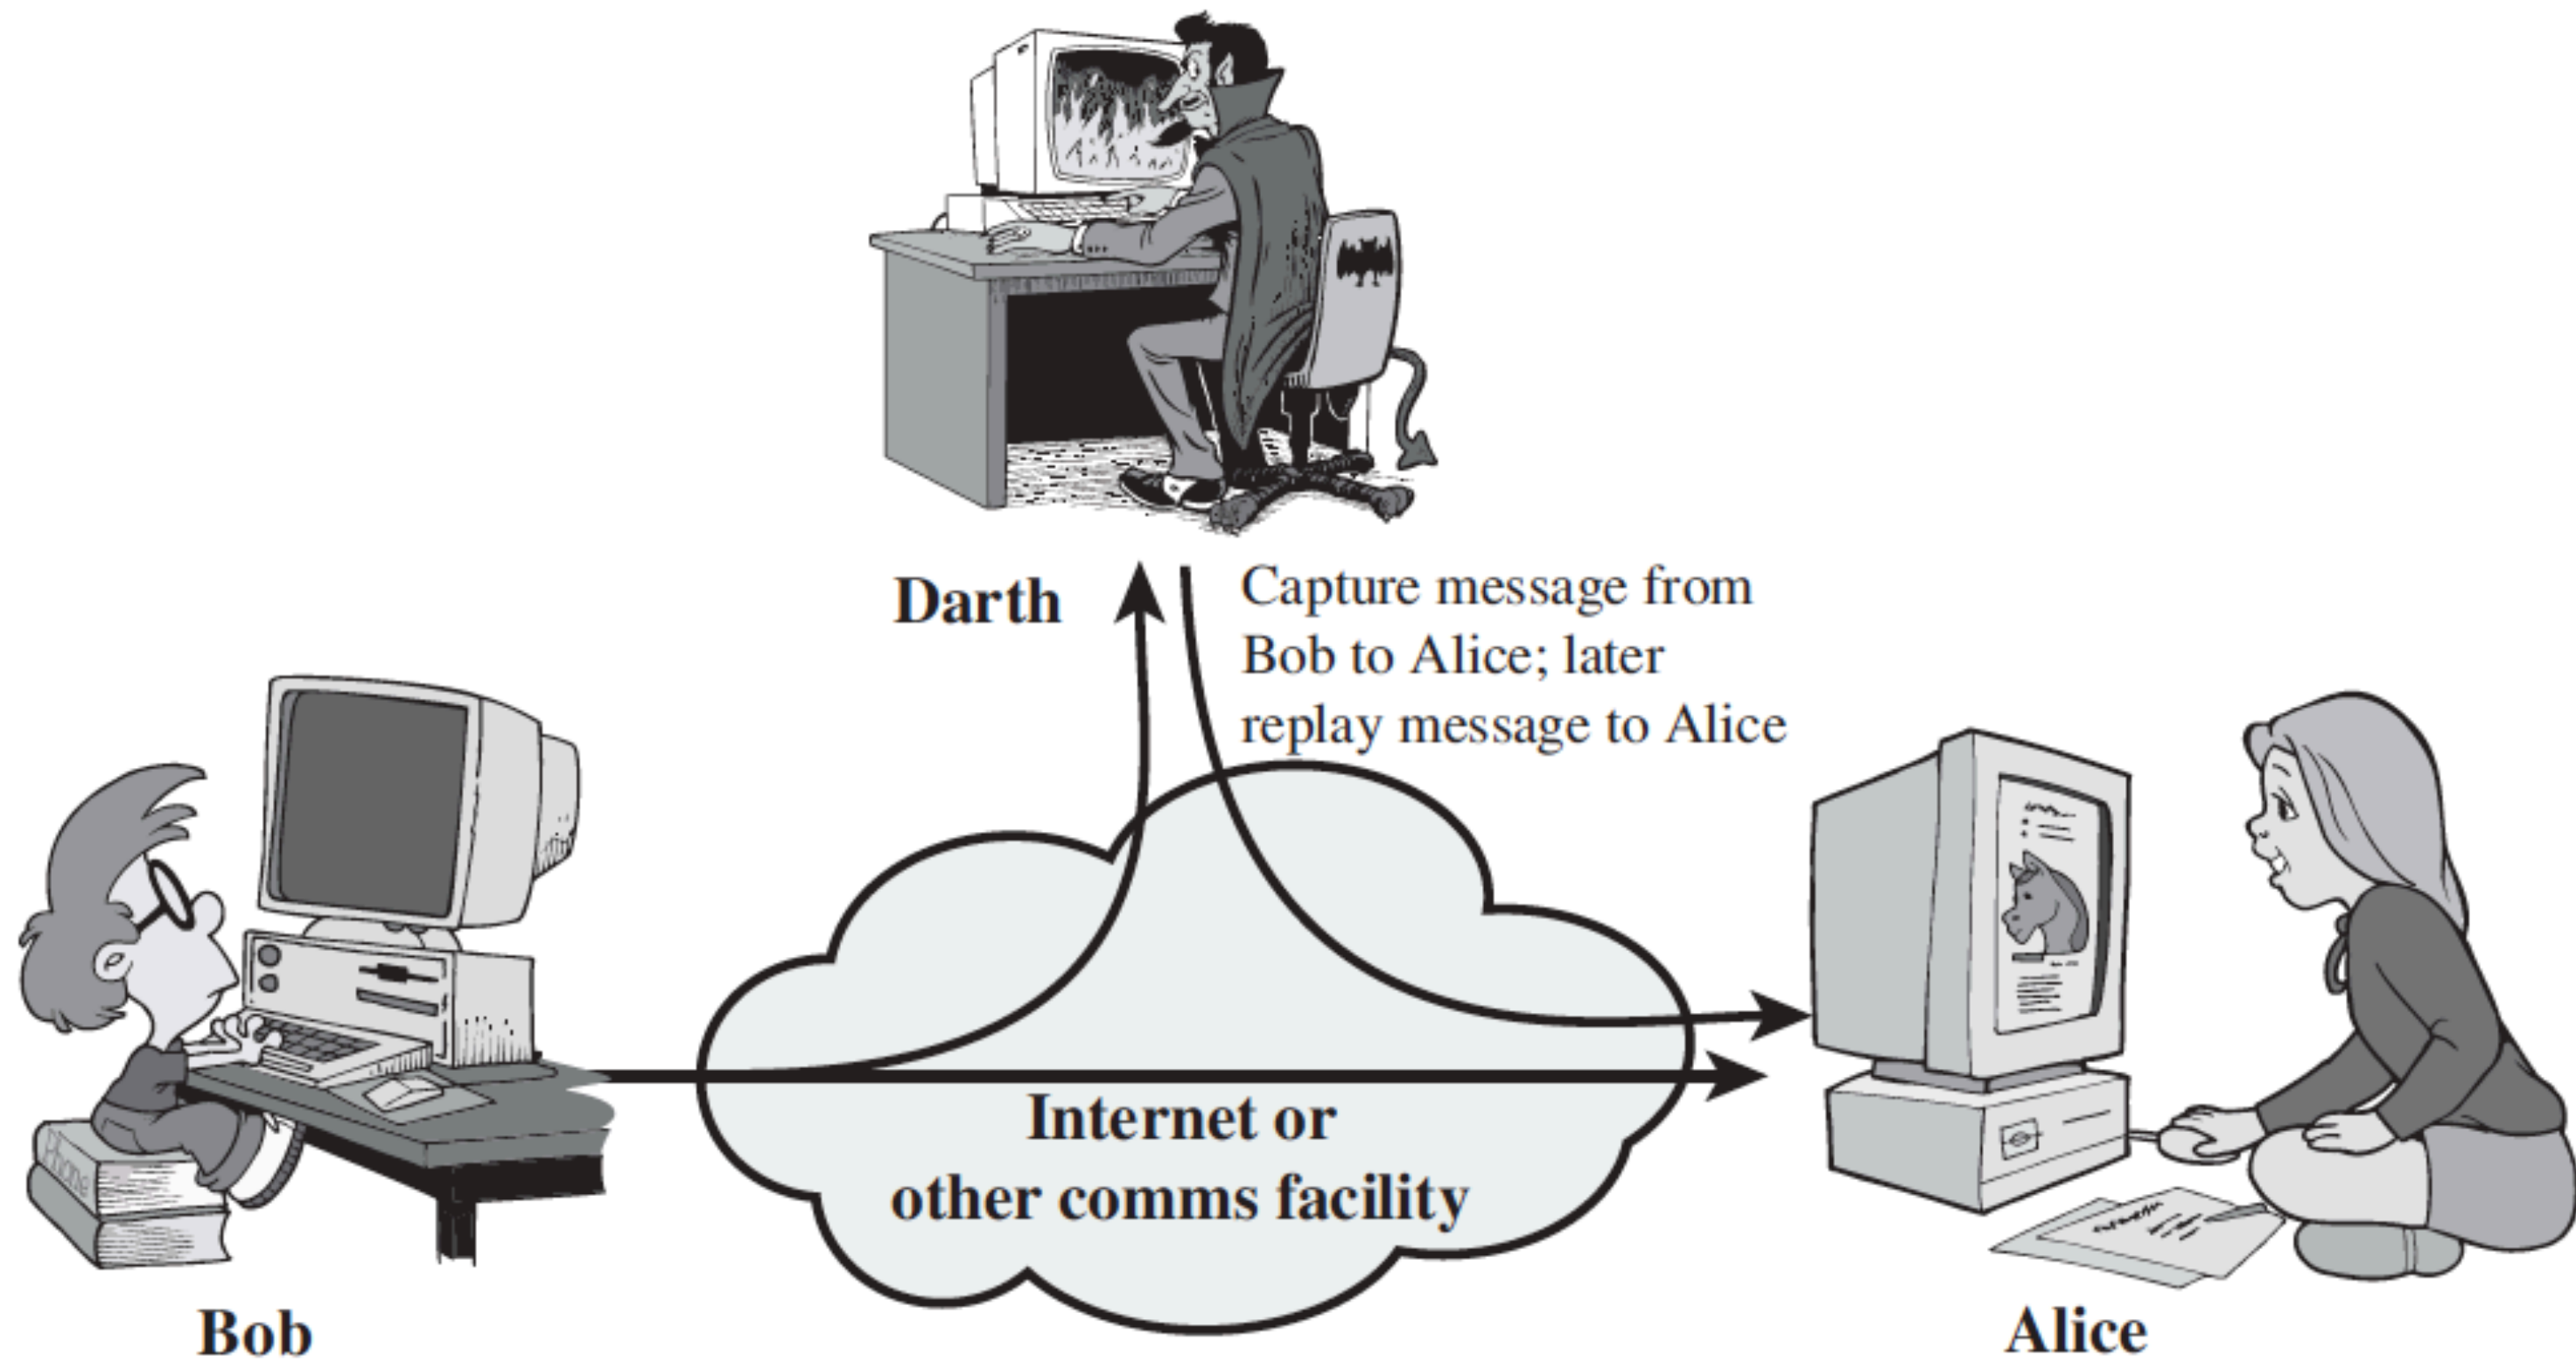 Darth
Capture message from
Bob to Alice; later
replay message to Alice
Internet or
other comms facility
Phone
Bob
Alice